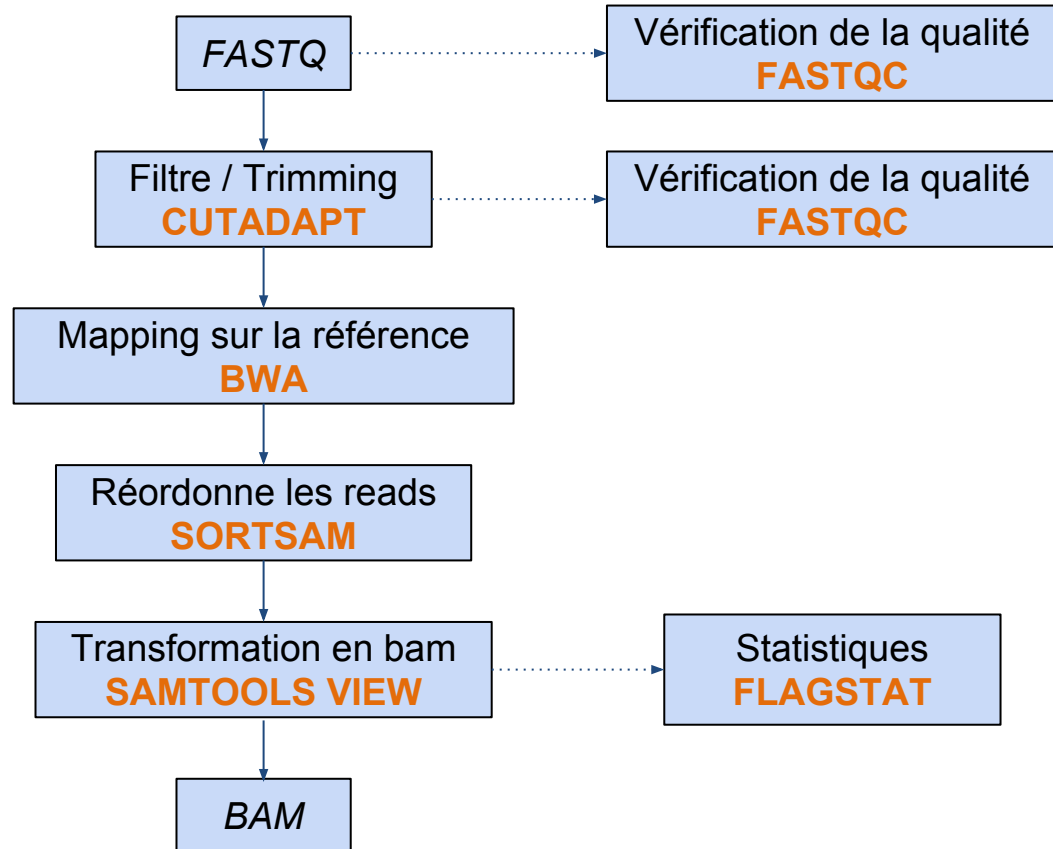 FASTQ
Vérification de la qualité
FASTQC
Filtre / Trimming
CUTADAPT
Vérification de la qualité
FASTQC
Mapping sur la référence
BWA
Réordonne les reads
SORTSAM
Transformation en bam
SAMTOOLS VIEW
Statistiques
FLAGSTAT
BAM